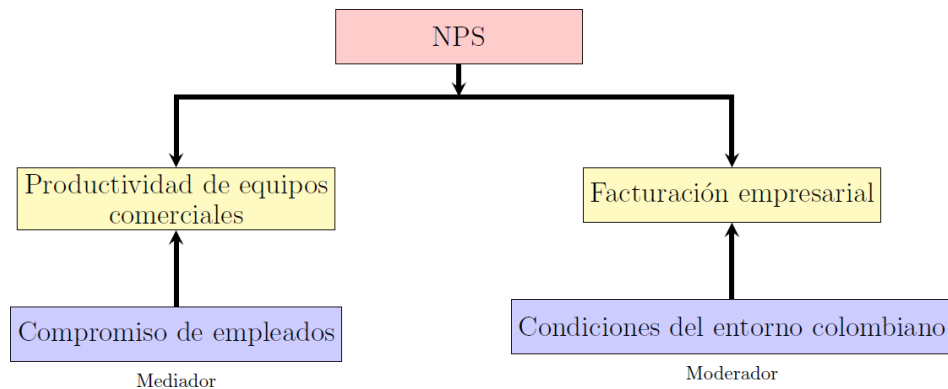 NPS
Productividad de equipos
comerciales
Facturación empresarial
Compromiso de empleados
Condiciones del entorno colombiano
Mediador
Moderador